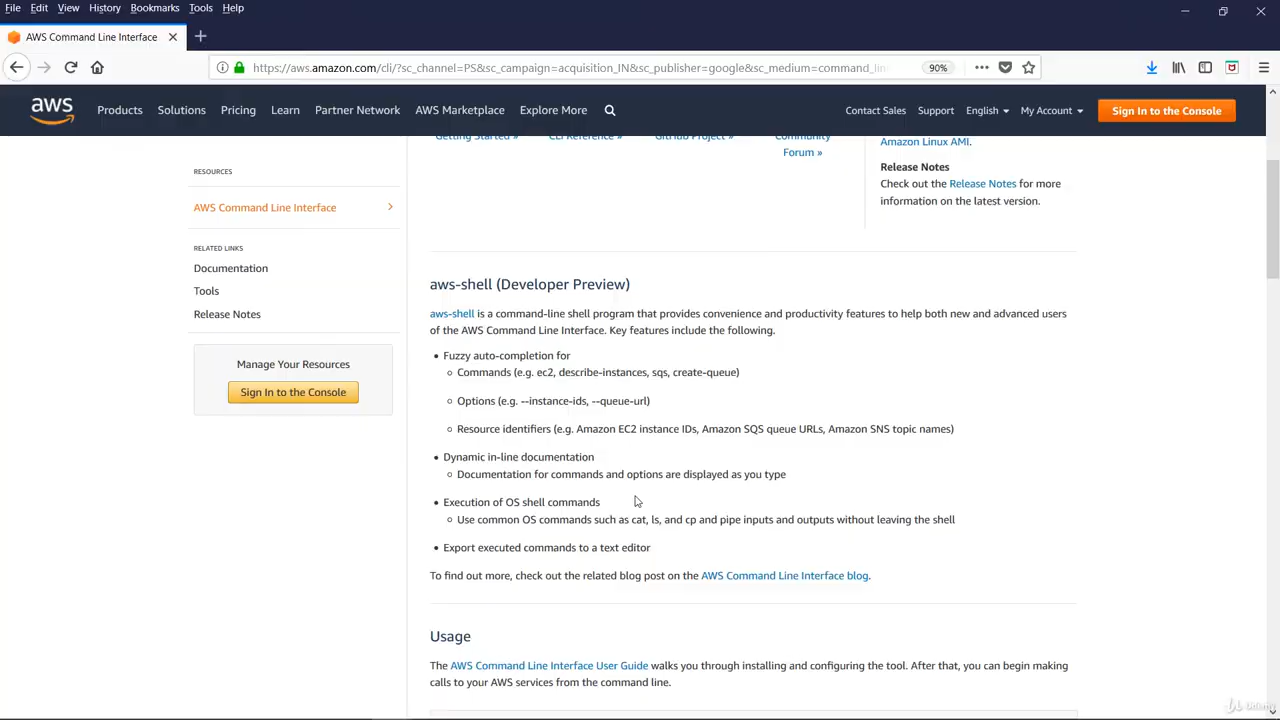 File Edit View History Bookmarks Tools Help
AWS Command Line Interface
https://aws.amazon.com/cli/?sc_channel=PS&sc_campaign=acquisition_IN&sc_publisher=google&sc_medium=command_lin
90%
aws
Products Solutions Pricing Learn Partner Network AWS Marketplace Explore More
Contact Sales Support English My Account Sign In to the Console
Getting Started » CLI Reference » GitHub Project » Community
Forum »
Amazon Linux AMI.
Release Notes
Check out the Release Notes for more
information on the latest version.
RESOURCES
AWS Command Line Interface
RELATED LINKS
Documentation
Tools
Release Notes
Manage Your Resources
Sign In to the Console
aws-shell (Developer Preview)
aws-shell is a command-line shell program that provides convenience and productivity features to help both new and advanced users
of the AWS Command Line Interface. Key features include the following.
Fuzzy auto-completion for
Commands (e.g. ec2, describe-instances, sqs, create-queue)
Options (e.g. --instance-ids, --queue-url)
Resource identifiers (e.g. Amazon EC2 instance IDs, Amazon SQS queue URLs, Amazon SNS topic names)
Dynamic in-line documentation
Documentation for commands and options are displayed as you type
Execution of OS shell commands
Use common OS commands such as cat, ls, and cp and pipe inputs and outputs without leaving the shell
Export executed commands to a text editor
To find out more, check out the related blog post on the AWS Command Line Interface blog.
Usage
The AWS Command Line Interface User Guide walks you through installing and configuring the tool. After that, you can begin making
calls to your AWS services from the command line.
Udemy